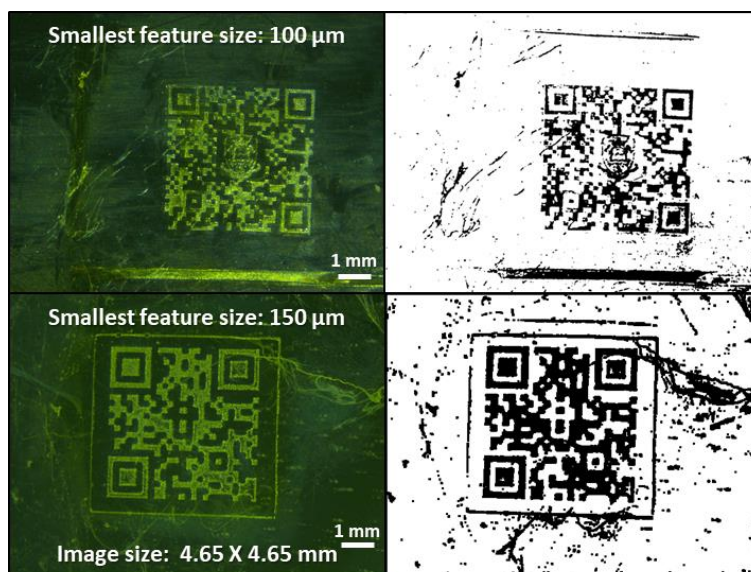 Smallest feature size: 100 µm
1 mm
Smallest feature size: 150 µm
1 mm
Image size: 4.65 X 4.65 mm